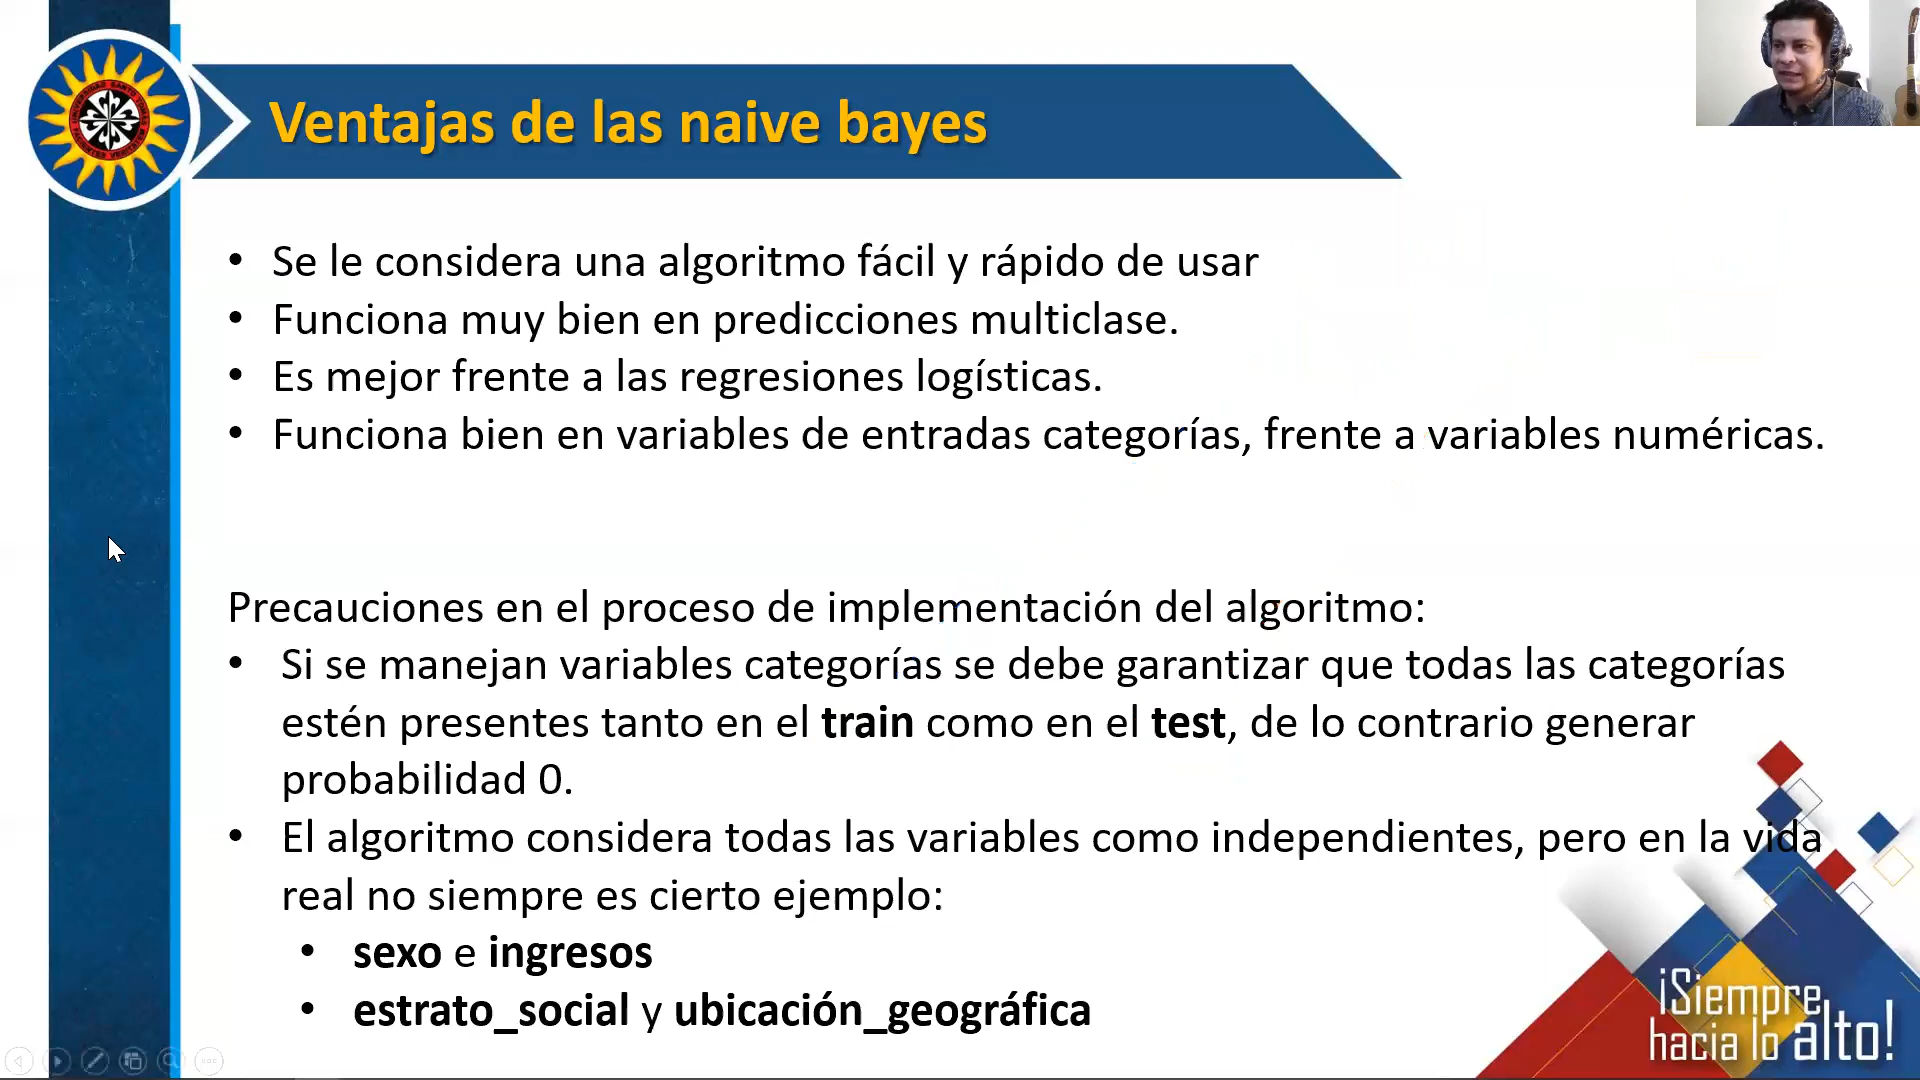 Ventajas de las naive bayes
• Se le considera una algoritmo fácil y rápido de usar
• Funciona muy bien en predicciones multiclase.
• Es mejor frente a las regresiones logísticas.
• Funciona bien en variables de entradas categorías, frente a variables numéricas.
Precauciones en el proceso de implementación del algoritmo:
• Si se manejan variables categorías se debe garantizar que todas las categorías
estén presentes tanto en el train como en el test, de lo contrario generar
probabilidad 0.
• El algoritmo considera todas las variables como independientes, pero en la vida
real no siempre es cierto ejemplo:
• sexo e ingresos
• estrato_social y ubicación_geográfica
¡Siempre
hacia lo alto!